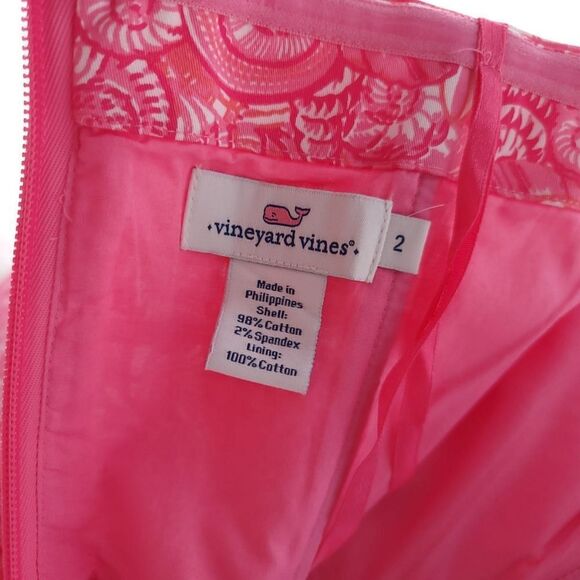 vineyard vines®
2
Made in
Philippines
Shell:
98% Cotton
2% Spandex
Lining:
100% Cotton